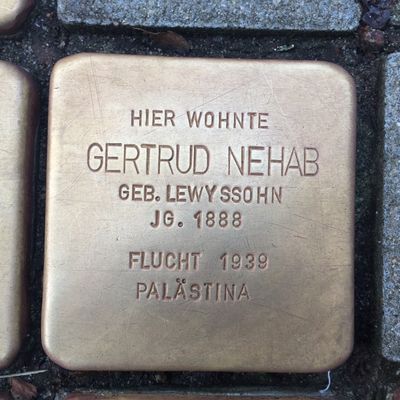 HIER WOHNTE
GERTRUD NEHAB
GEB. LEWYSSOHN
JG. 1888
FLUCHT 1939
PALÄSTINA